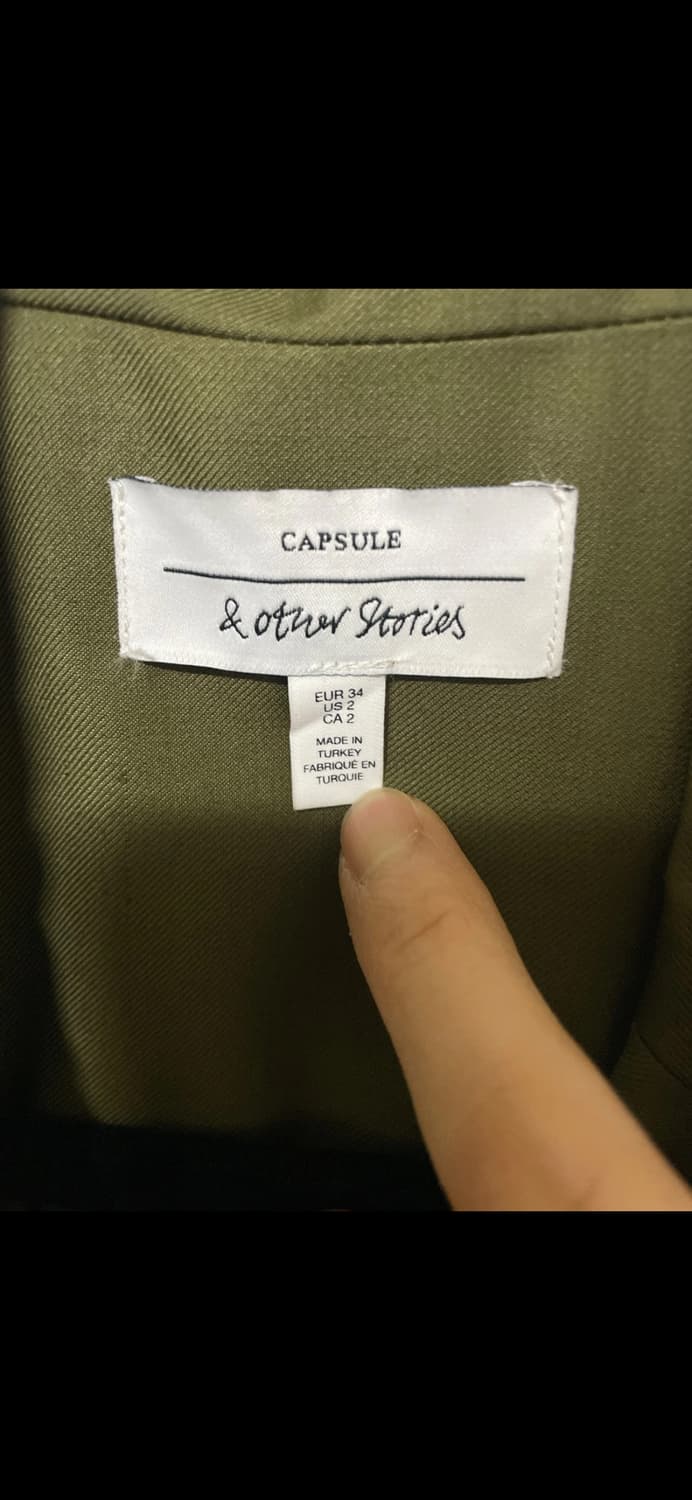 CAPSULE
& other Stories
EUR 34
US 2
CA 2
MADE IN
TURKEY
FABRIQUÉ EN
TURQUIE